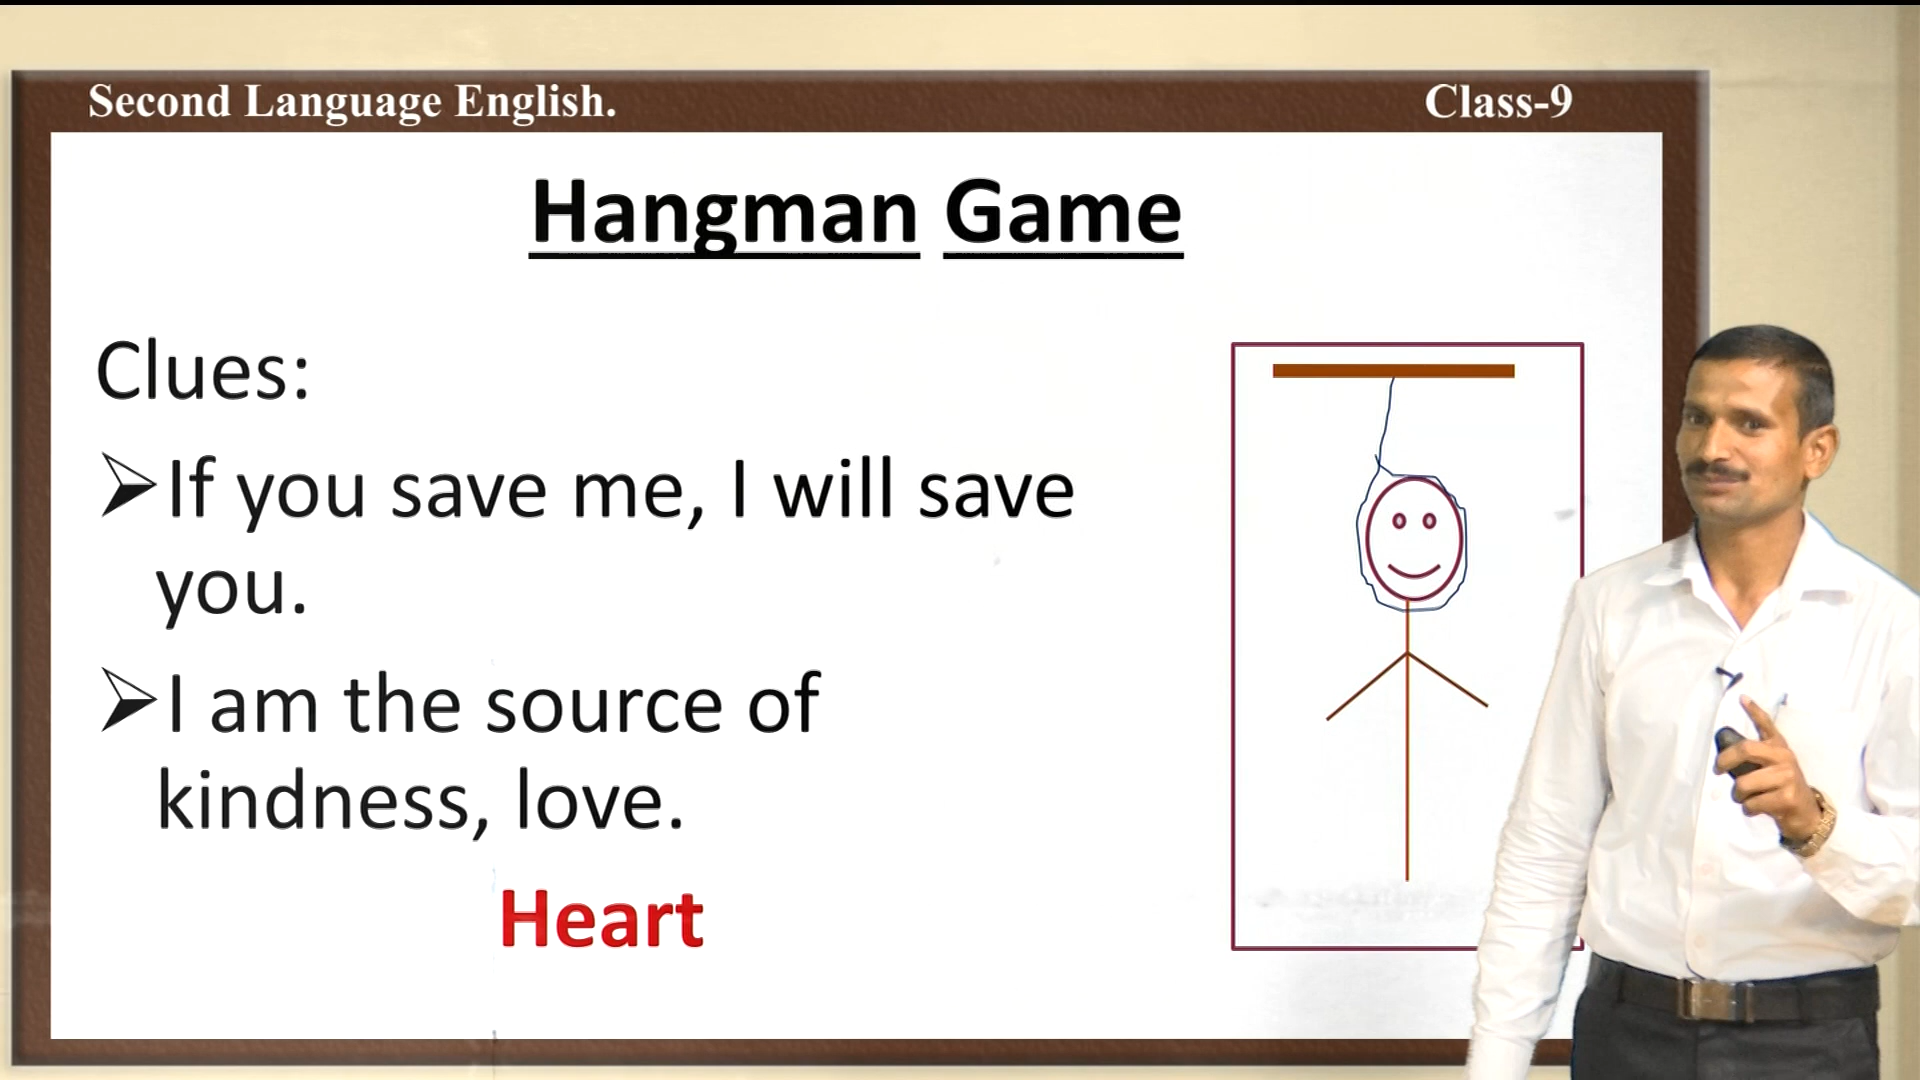 Second Language English.
Class-9
Hangman Game
Clues:
➢If you save me, I will save
you.
➢I am the source of
kindness, love.
Heart